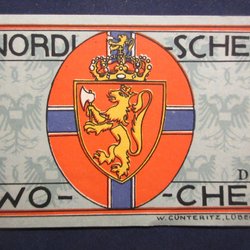 NORDI-SCHE
D
WO-CHE
W. GÜNTERITZ, LÜBE